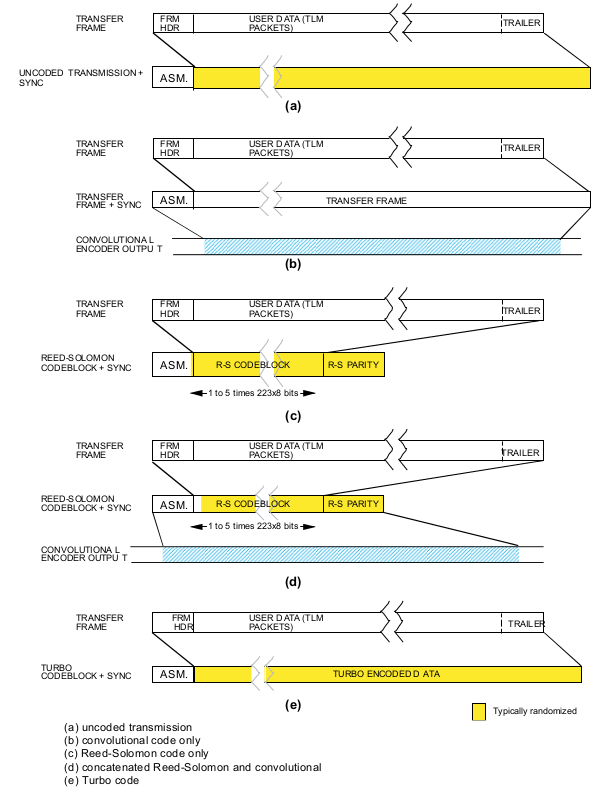 TRANSFER FRAME
FRM HDR
USER DATA (TLM PACKETS)
TRAILER
UNCODED TRANSMISSION + SYNC
ASM.
(a)
TRANSFER FRAME
FRM HDR
USER DATA (TLM PACKETS)
TRAILER
TRANSFER FRAME + SYNC
ASM.
TRANSFER FRAME
CONVOLUTIONA L ENCODER OUTPU T
(b)
TRANSFER FRAME
FRM HDR
USER DATA (TLM PACKETS)
TRAILER
REED-SOLOMON CODEBLOCK + SYNC
ASM.
R-S CODEBLOCK
R-S PARITY
1 to 5 times 223x8 bits
(c)
TRANSFER FRAME
FRM HDR
USER DATA (TLM PACKETS)
TRAILER
REED-SOLOMON CODEBLOCK + SYNC
ASM.
R-S CODEBLOCK
R-S PARITY
1 to 5 times 223x8 bits
CONVOLUTIONA L ENCODER OUTPU T
(d)
TRANSFER FRAME
FRM HDR
USER DATA (TLM PACKETS)
TRAILER
TURBO CODEBLOCK + SYNC
ASM.
TURBO ENCODED D ATA
(e)
Typically randomized
(a) uncoded transmission
(b) convolutional code only
(c) Reed-Solomon code only
(d) concatenated Reed-Solomon and convolutional
(e) Turbo code